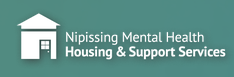 Nipissing Mental Health
Housing & Support Services